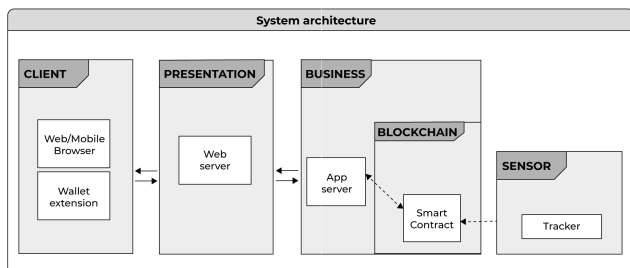 System architecture
CLIENT
Web/Mobile
Browser
Wallet
extension
PRESENTATION
Web
server
BUSINESS
App
server
BLOCKCHAIN
Smart
Contract
SENSOR
Tracker